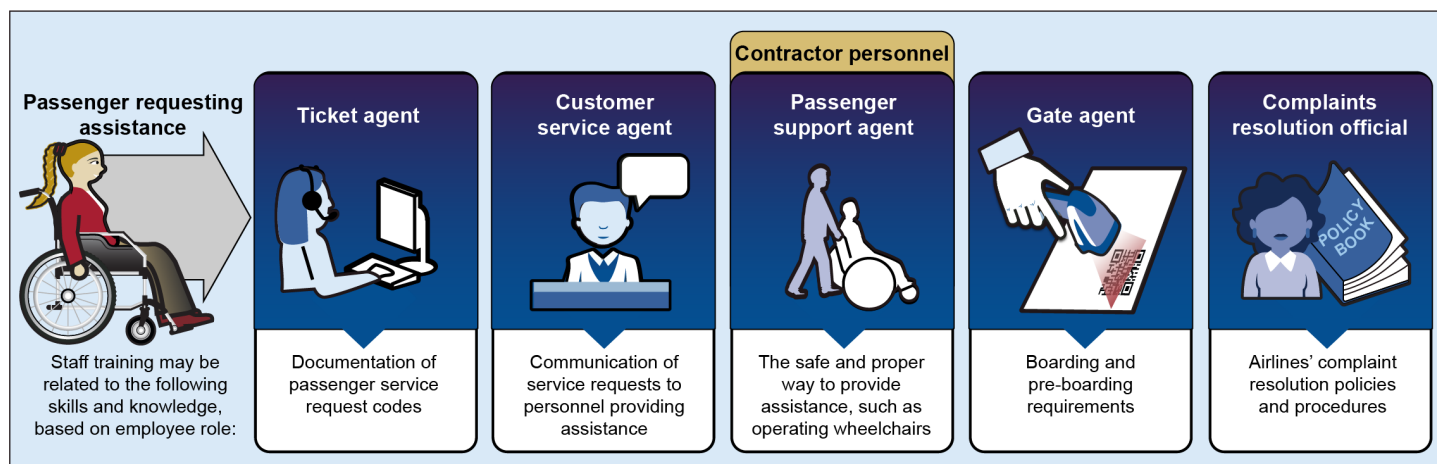 Passenger requesting
assistance
Staff training may be
related to the following
skills and knowledge,
based on employee role:
Ticket agent
Documentation of
passenger service
request codes
Customer
service agent
Communication of
service requests to
personnel providing
assistance
Contractor personnel
Passenger
support agent
The safe and proper
way to provide
assistance, such as
operating wheelchairs
Gate agent
Boarding and
pre-boarding
requirements
Complaints
resolution official
POLICY
BOOK
Airlines’ complaint
resolution policies
and procedures